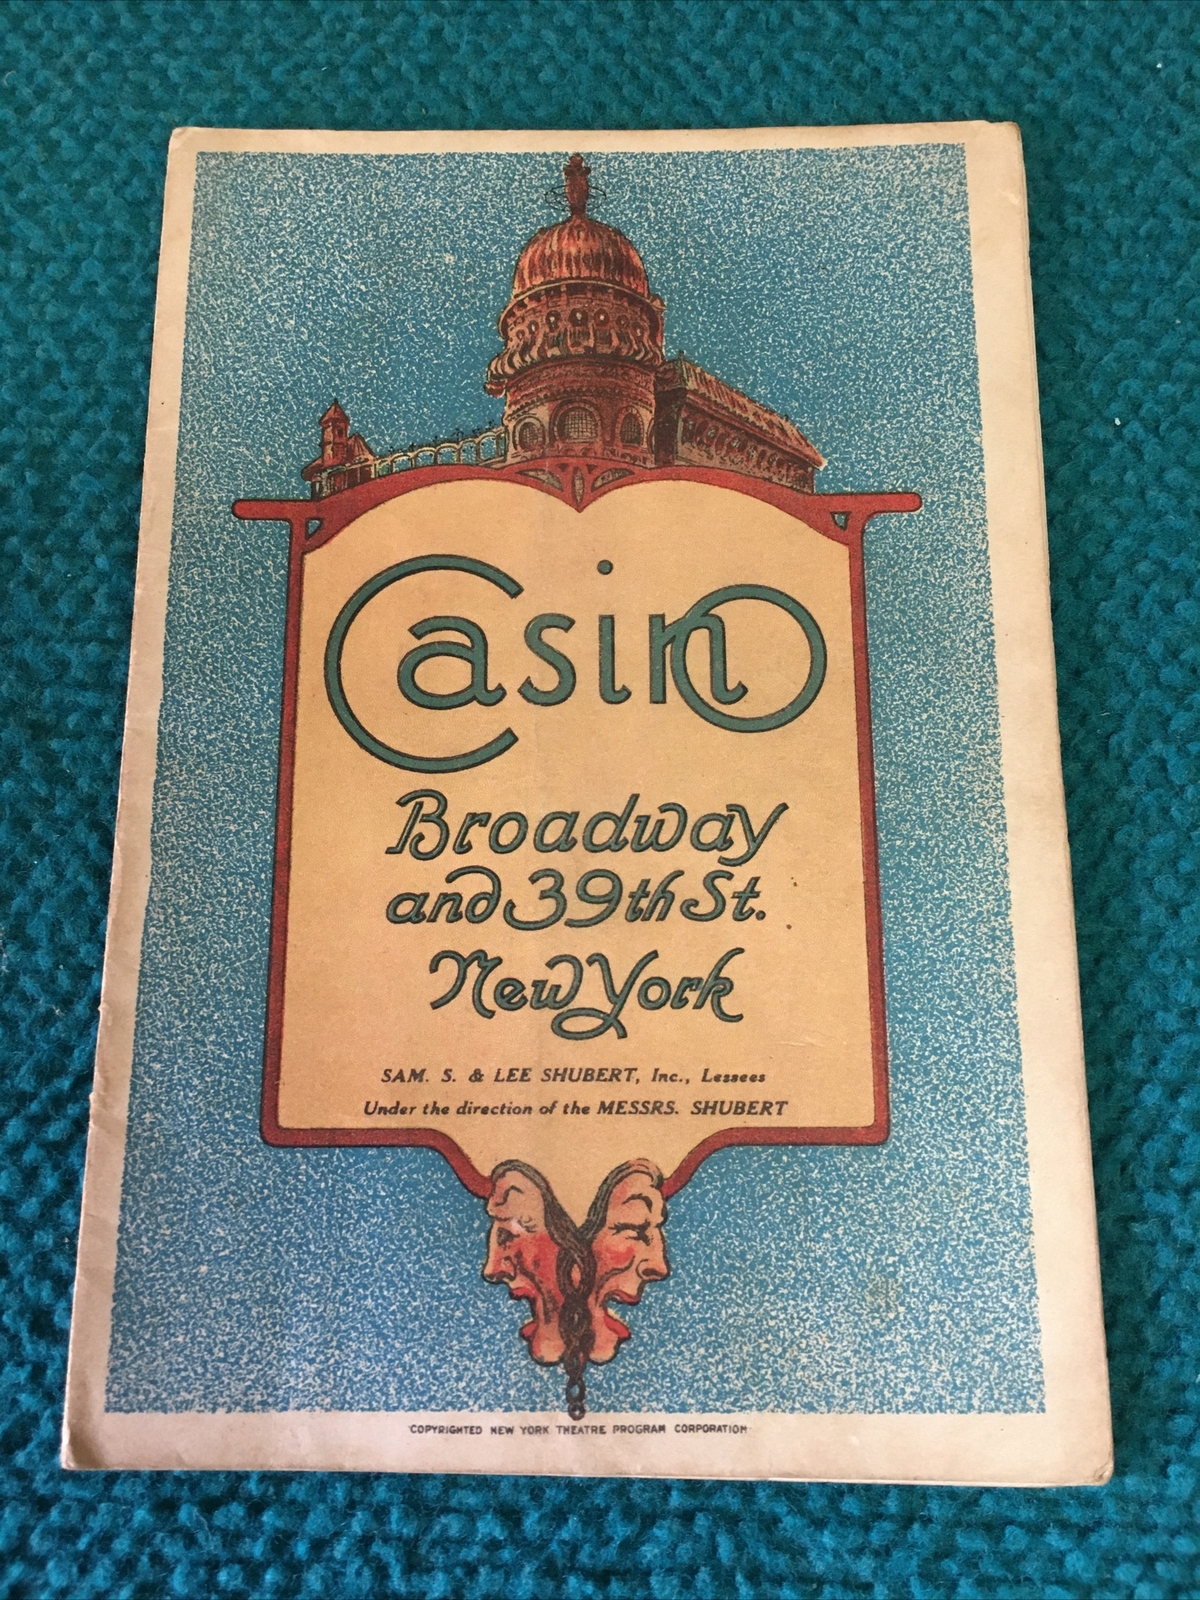 Casino
Broadway
and 39th St.
New York
SAM. S. & LEE SHUBERT, Inc., Lessees
Under the direction of the MESSRS. SHUBERT
COPYRIGHTED NEW YORK THEATRE PROGRAM CORPORATION